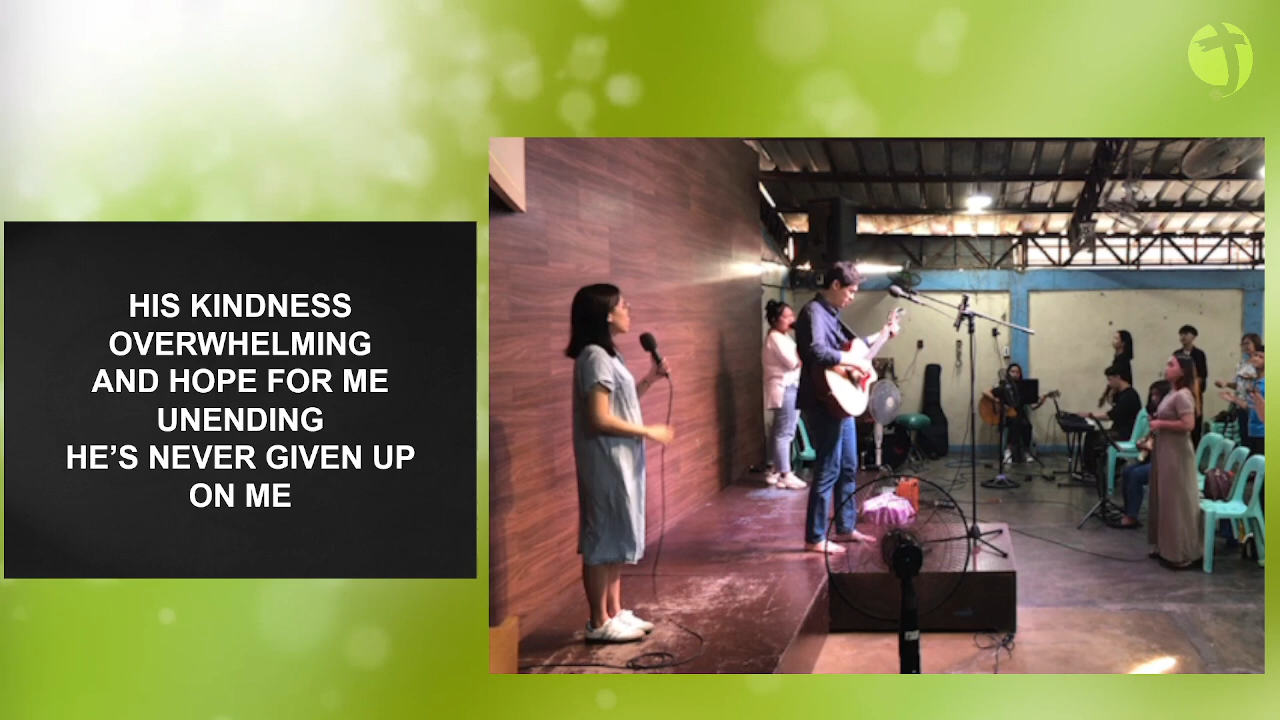 HIS KINDNESS
OVERWHELMING
AND HOPE FOR ME
UNENDING
HE'S NEVER GIVEN UP
ON ME